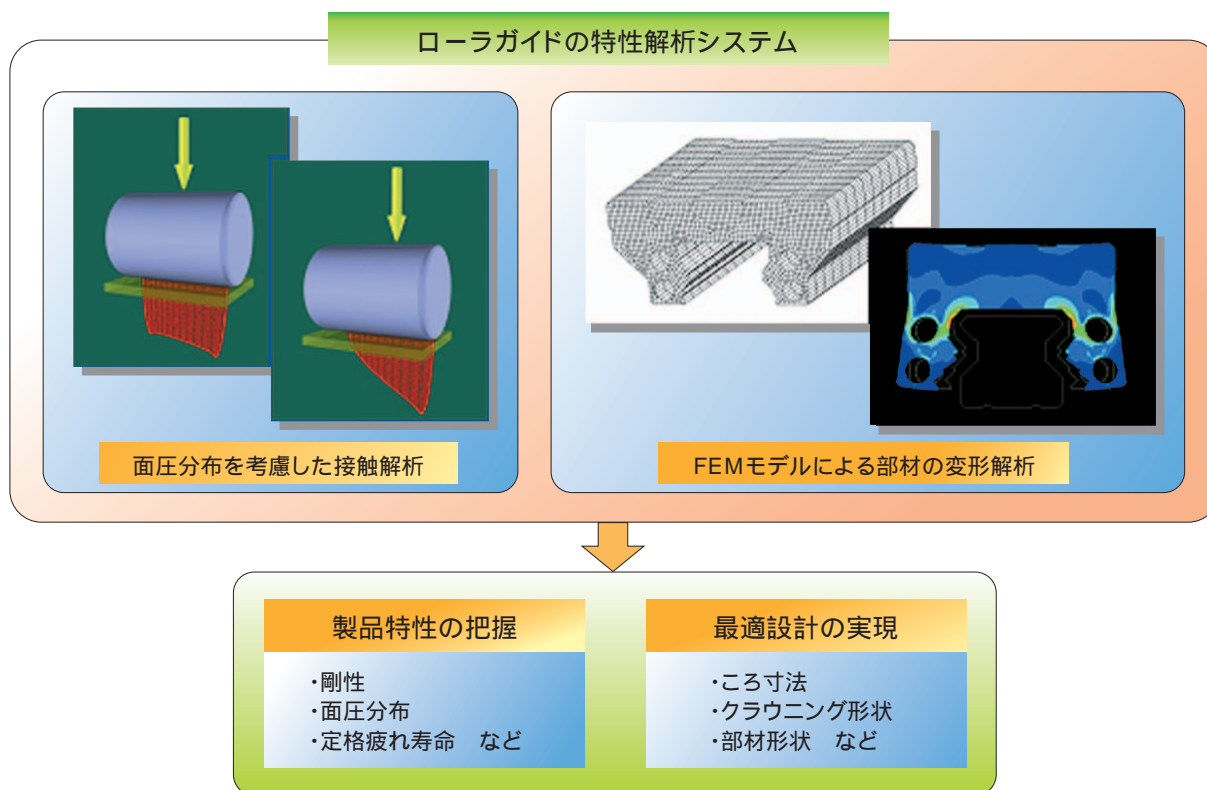 ローラガイドの特性解析システム
面圧分布を考慮した接触解析
FEMモデルによる部材の変形解析
製品特性の把握
・剛性
・面圧分布
・定格疲れ寿命　など
最適設計の実現
・ころ寸法
・クラウニング形状
・部材形状　など